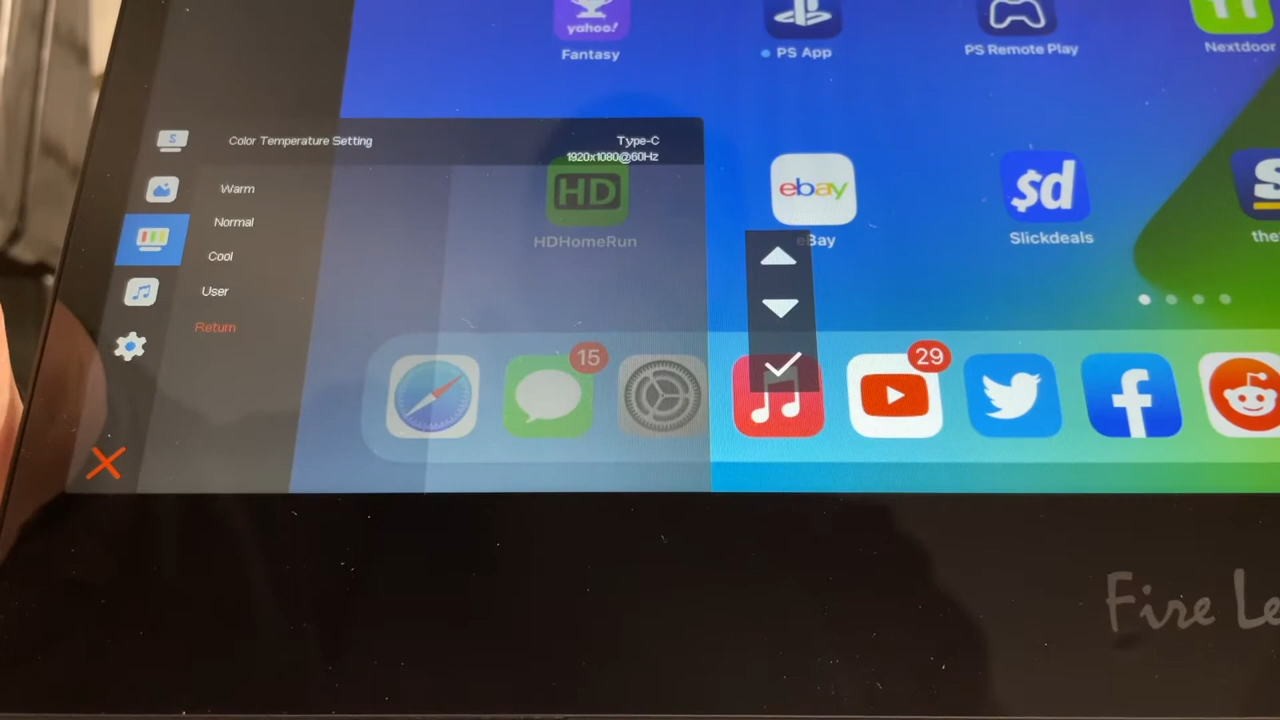 yahoo!
Fantasy
PS App
PS Remote Play
Nextdoor
S
Color Temperature Setting
Type-C
1920x1080@60Hz
Warm
Normal
Cool
User
Return
HD
HDHomeRun
ebay
eBay
$d
Slickdeals
S
the
15
29
Fire Le